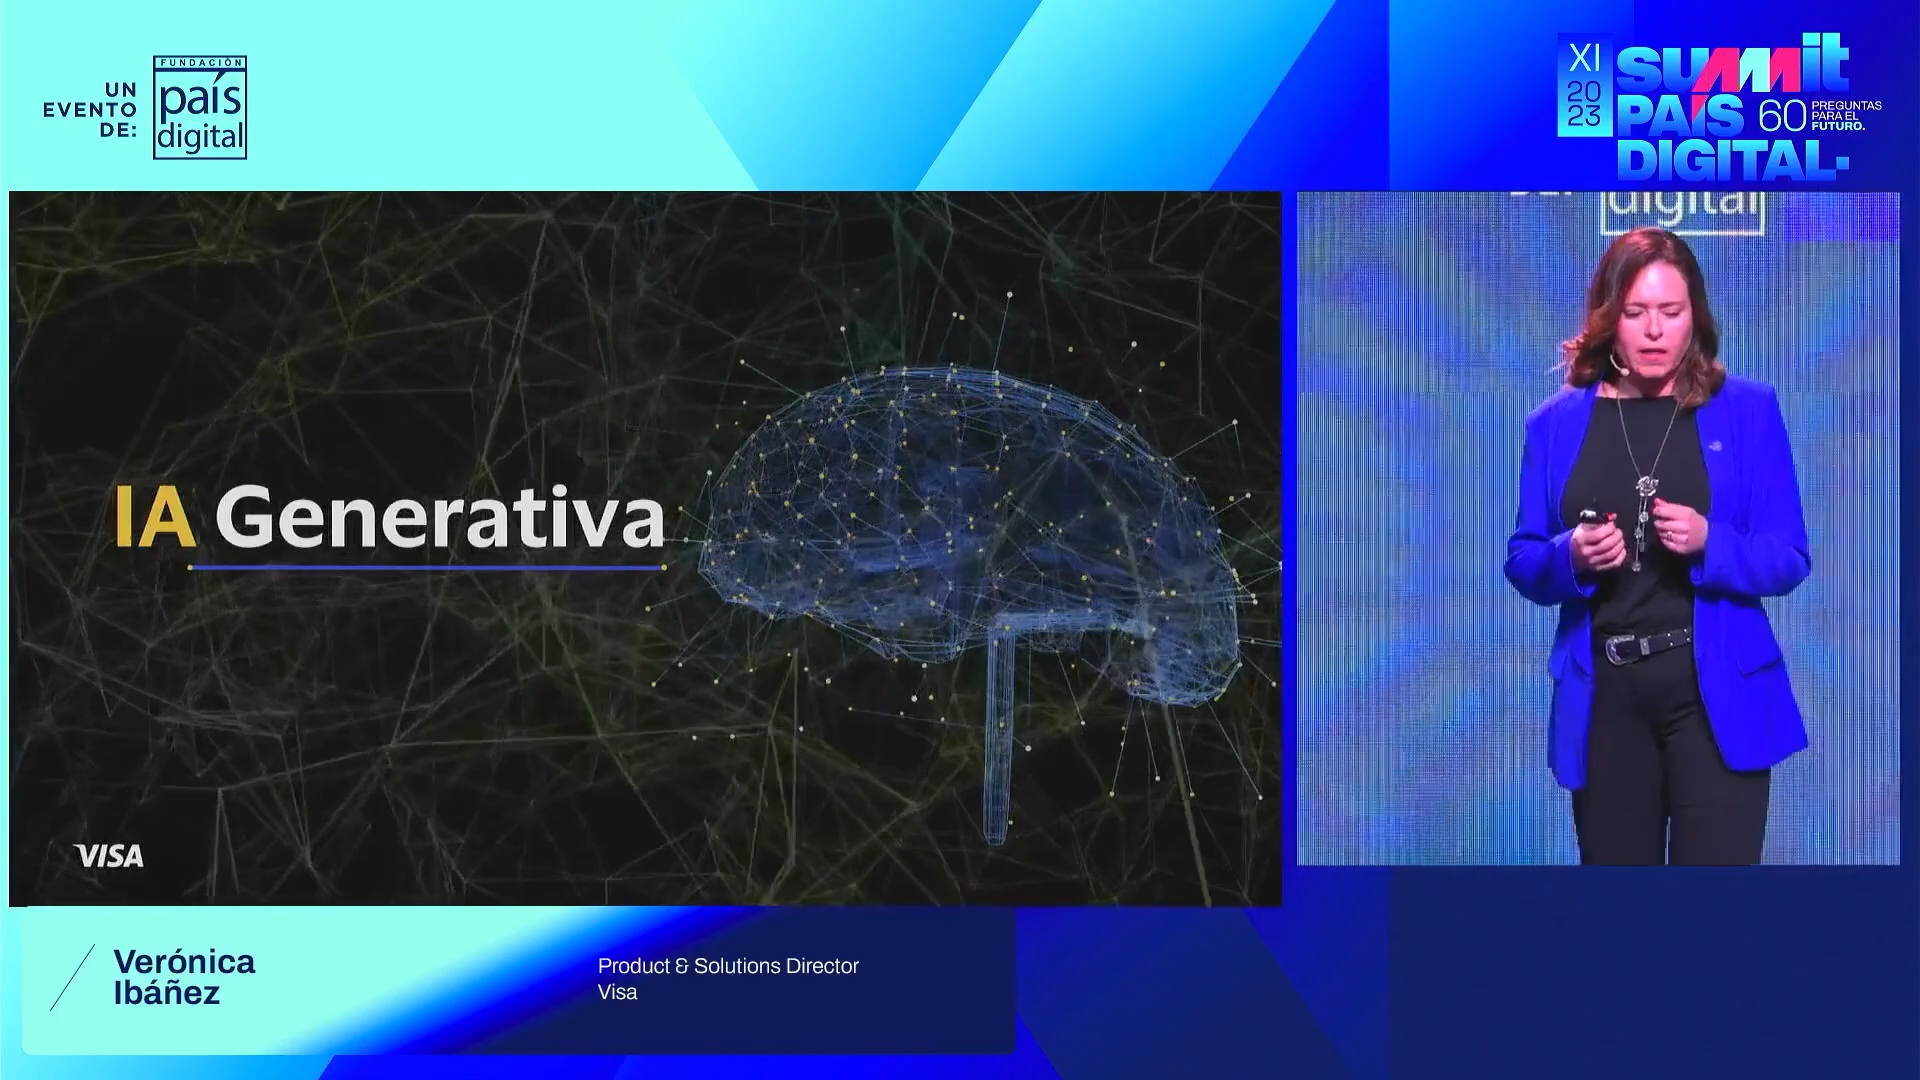 UN
EVENTO
DE:
FUNDACIÓN
país
digital
XI
20
23
SUMMIT
PAÍS
DIGITAL
60
PREGUNTAS
PARA EL
FUTURO.
digital
IA Generativa
VISA
Verónica
Ibáñez
Product & Solutions Director
Visa